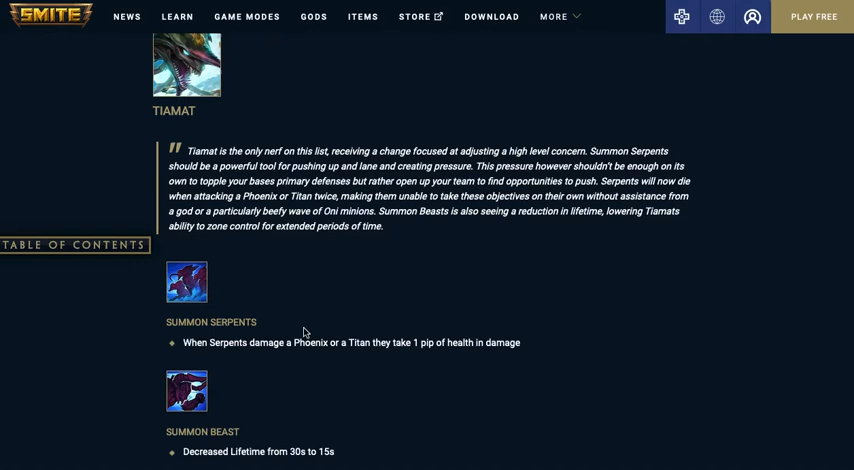 SMITE NEWS LEARN GAME MODES GODS ITEMS STORE DOWNLOAD MORE PLAY FREE
TIAMAT
" Tiamat is the only nerf on this list, receiving a change focused at adjusting a high level concern. Summon Serpents
should be a powerful tool for pushing up and lane and creating pressure. This pressure however shouldn't be enough on its
own to topple your bases primary defenses but rather open up your team to find opportunities to push. Serpents will now die
when attacking a Phoenix or Titan twice, making them unable to take these objectives on their own without assistance from
a god or a particularly beefy wave of Oni minions. Summon Beasts is also seeing a reduction in lifetime, lowering Tiamats
ability to zone control for extended periods of time.
TABLE OF CONTENTS
SUMMON SERPENTS
When Serpents damage a Phoenix or a Titan they take 1 pip of health in damage
SUMMON BEAST
Decreased Lifetime from 30s to 15s